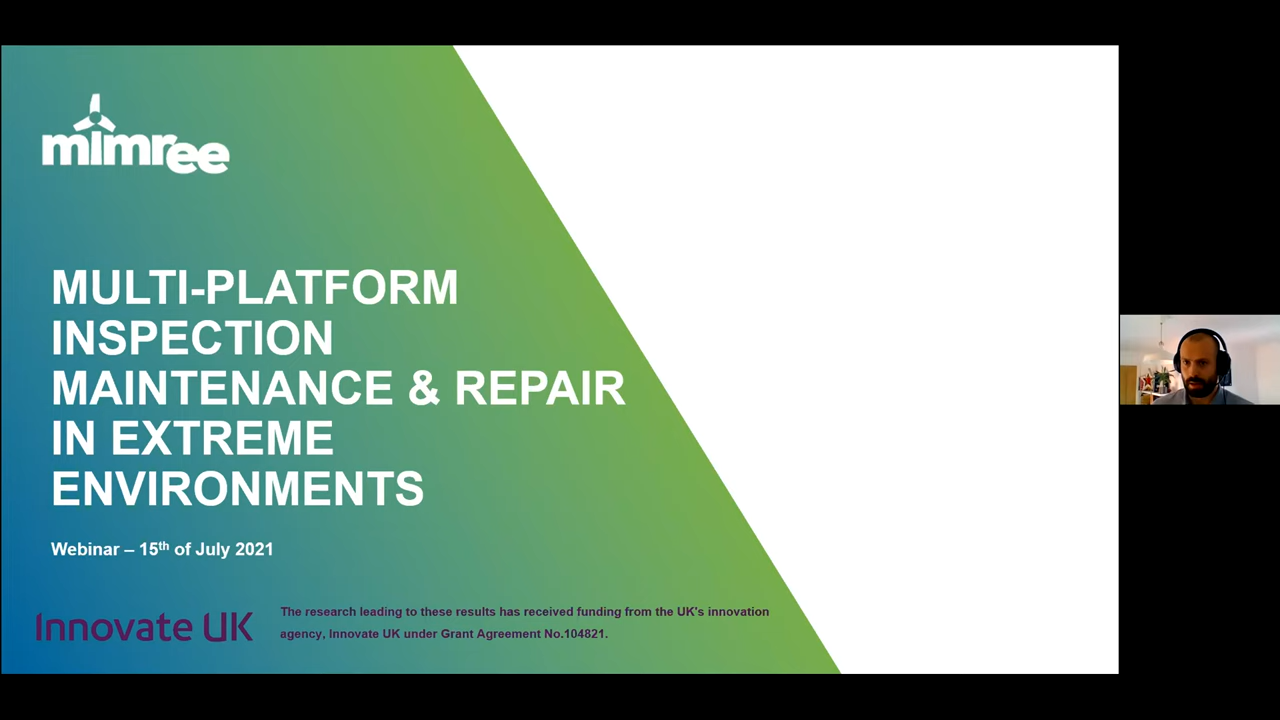 mimree
MULTI-PLATFORM
INSPECTION
MAINTENANCE & REPAIR
IN EXTREME
ENVIRONMENTS
Webinar – 15th of July 2021
Innovate UK
The research leading to these results has received funding from the UK's innovation
agency, Innovate UK under Grant Agreement No.104821.